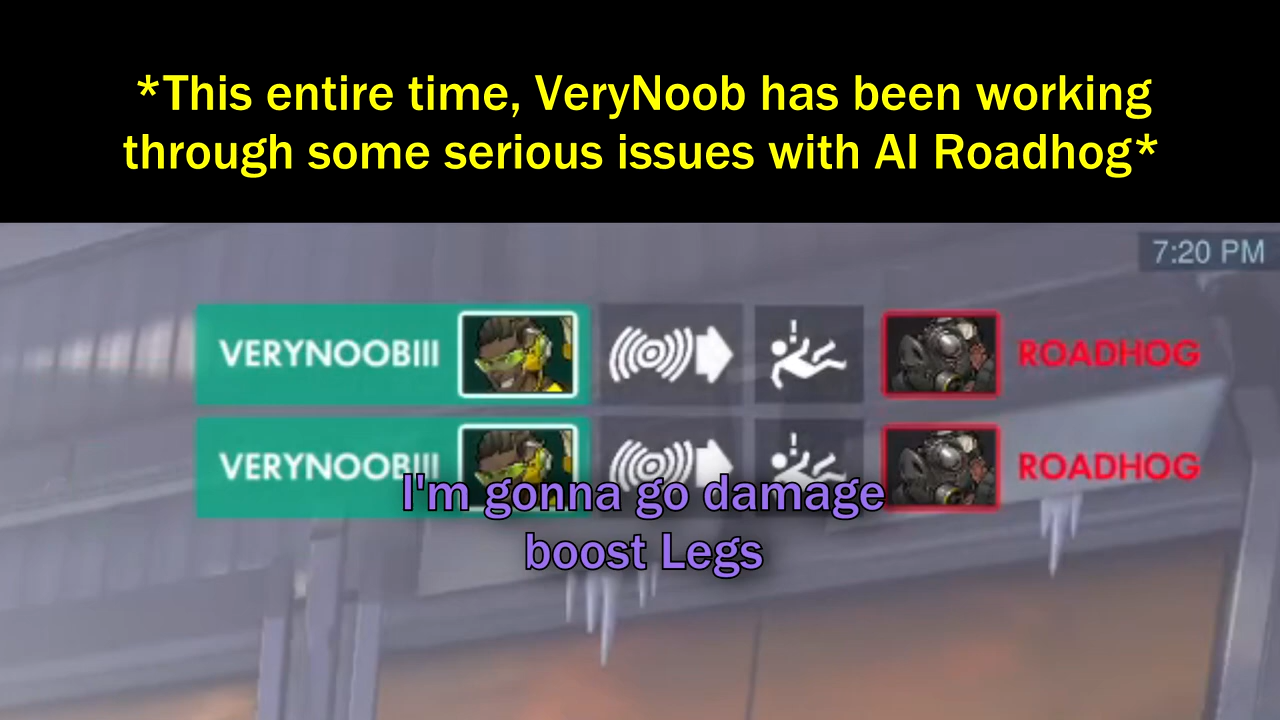 *This entire time, VeryNoob has been working
through some serious issues with AI Roadhog*
7:20 PM
VERYNOOBIII ROADHOG
VERYNOOBIII ROADHOG
I'm gonna go damage
boost Legs